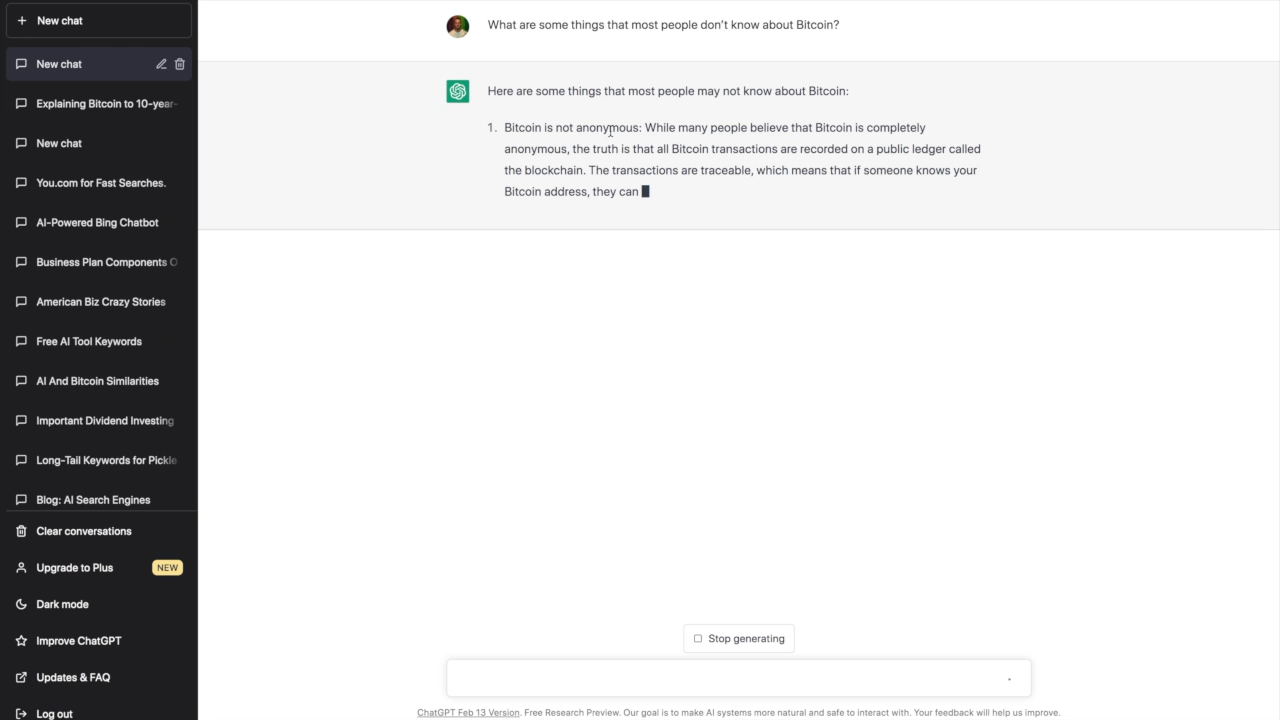 New chat
New chat
Explaining Bitcoin to 10-year-
New chat
You.com for Fast Searches.
AI-Powered Bing Chatbot
Business Plan Components O
American Biz Crazy Stories
Free AI Tool Keywords
AI And Bitcoin Similarities
Important Dividend Investing
Long-Tail Keywords for Pickle
Blog: AI Search Engines
Clear conversations
Upgrade to Plus NEW
Dark mode
Improve ChatGPT
Updates & FAQ
Log out
What are some things that most people don't know about Bitcoin?
Here are some things that most people may not know about Bitcoin:
1. Bitcoin is not anonymous: While many people believe that Bitcoin is completely
anonymous, the truth is that all Bitcoin transactions are recorded on a public ledger called
the blockchain. The transactions are traceable, which means that if someone knows your
Bitcoin address, they can
Stop generating
ChatGPT Feb 13 Version. Free Research Preview. Our goal is to make AI systems more natural and safe to interact with. Your feedback will help us improve.